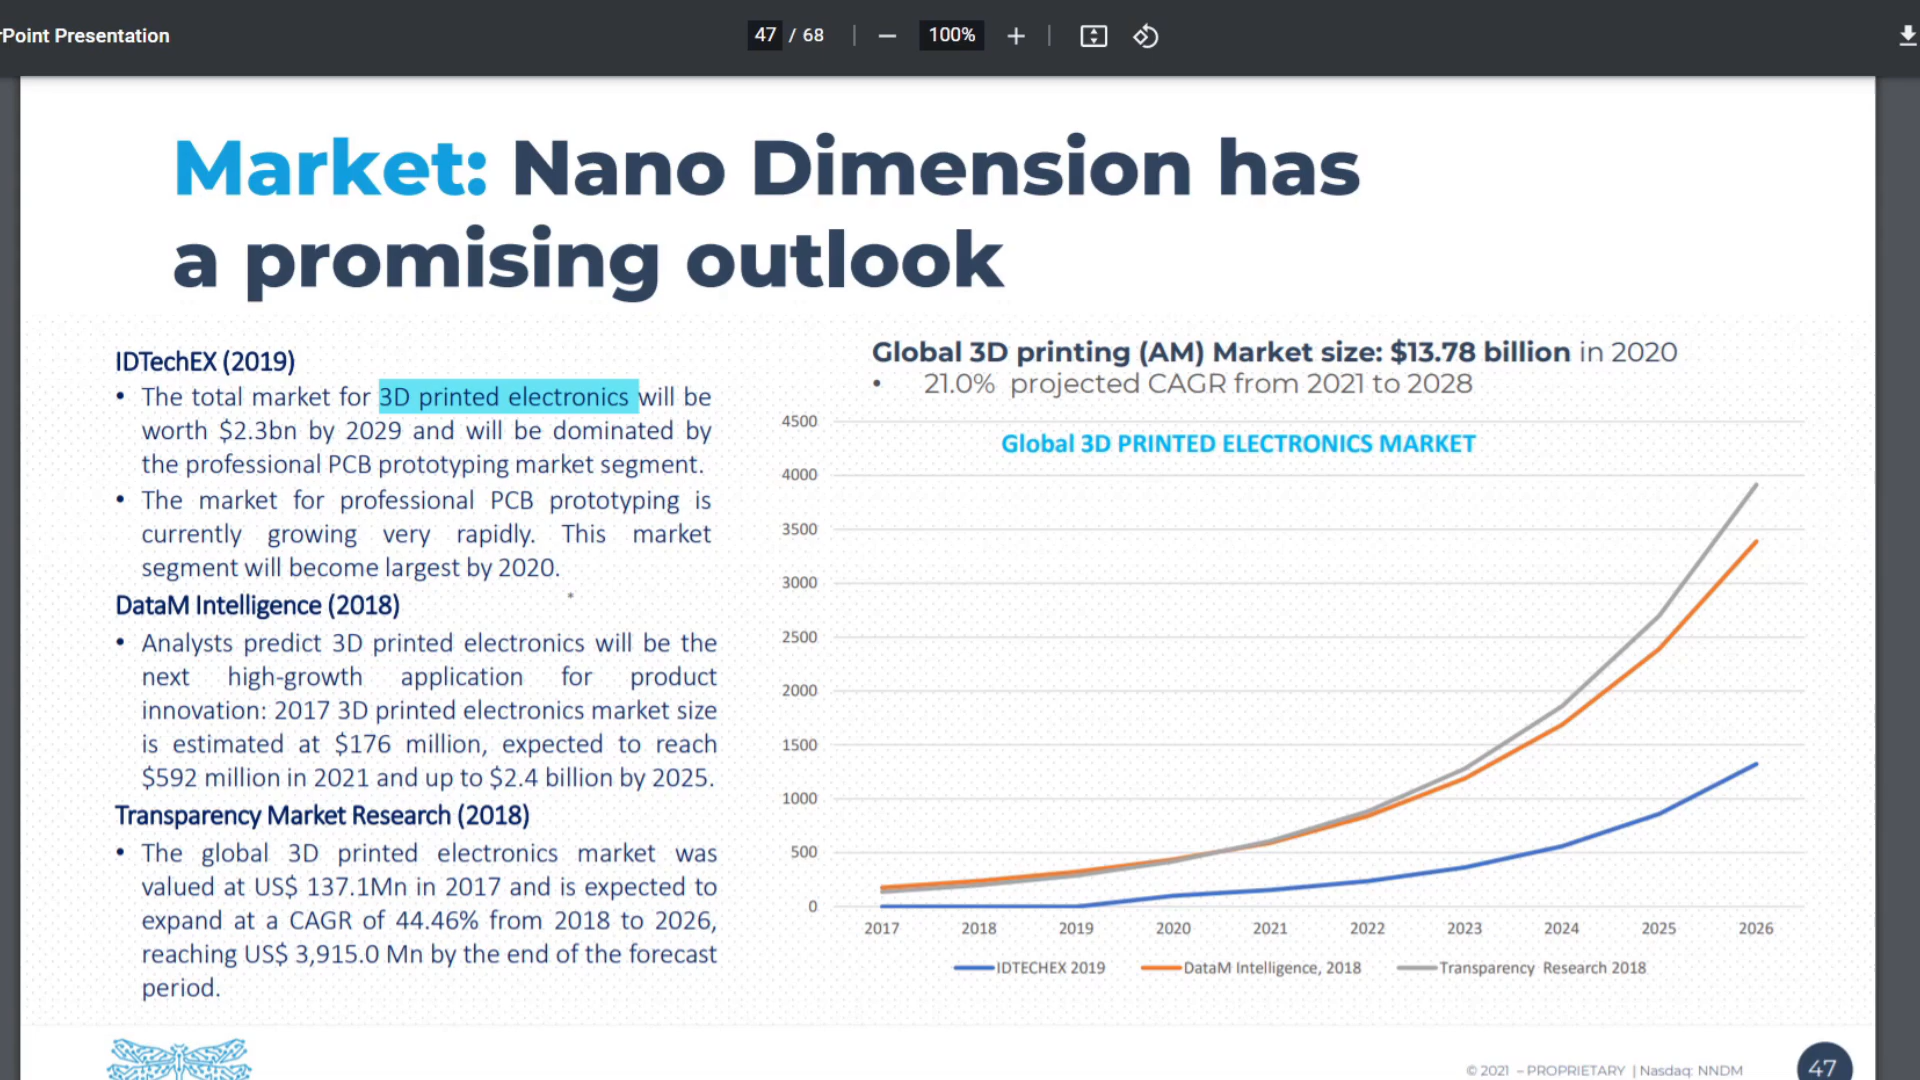 rPoint Presentation
47 / 68
100%
Market: Nano Dimension has
a promising outlook
IDTechEX (2019)
• The total market for 3D printed electronics will be
worth $2.3bn by 2029 and will be dominated by
the professional PCB prototyping market segment.
• The market for professional PCB prototyping is
currently growing very rapidly. This market
segment will become largest by 2020.
DataM Intelligence (2018)
• Analysts predict 3D printed electronics will be the
next high-growth application for product
innovation: 2017 3D printed electronics market size
is estimated at $176 million, expected to reach
$592 million in 2021 and up to $2.4 billion by 2025.
Transparency Market Research (2018)
• The global 3D printed electronics market was
valued at US$ 137.1Mn in 2017 and is expected to
expand at a CAGR of 44.46% from 2018 to 2026,
reaching US$ 3,915.0 Mn by the end of the forecast
period.
Global 3D printing (AM) Market size: $13.78 billion in 2020
• 21.0% projected CAGR from 2021 to 2028
Global 3D PRINTED ELECTRONICS MARKET
4500
4000
3500
3000
2500
2000
1500
1000
500
0
2017 2018 2019 2020 2021 2022 2023 2024 2025 2026
IDTECHEX 2019 DataM Intelligence, 2018 Transparency Research 2018
© 2021 – PROPRIETARY | Nasdaq: NNDM
47